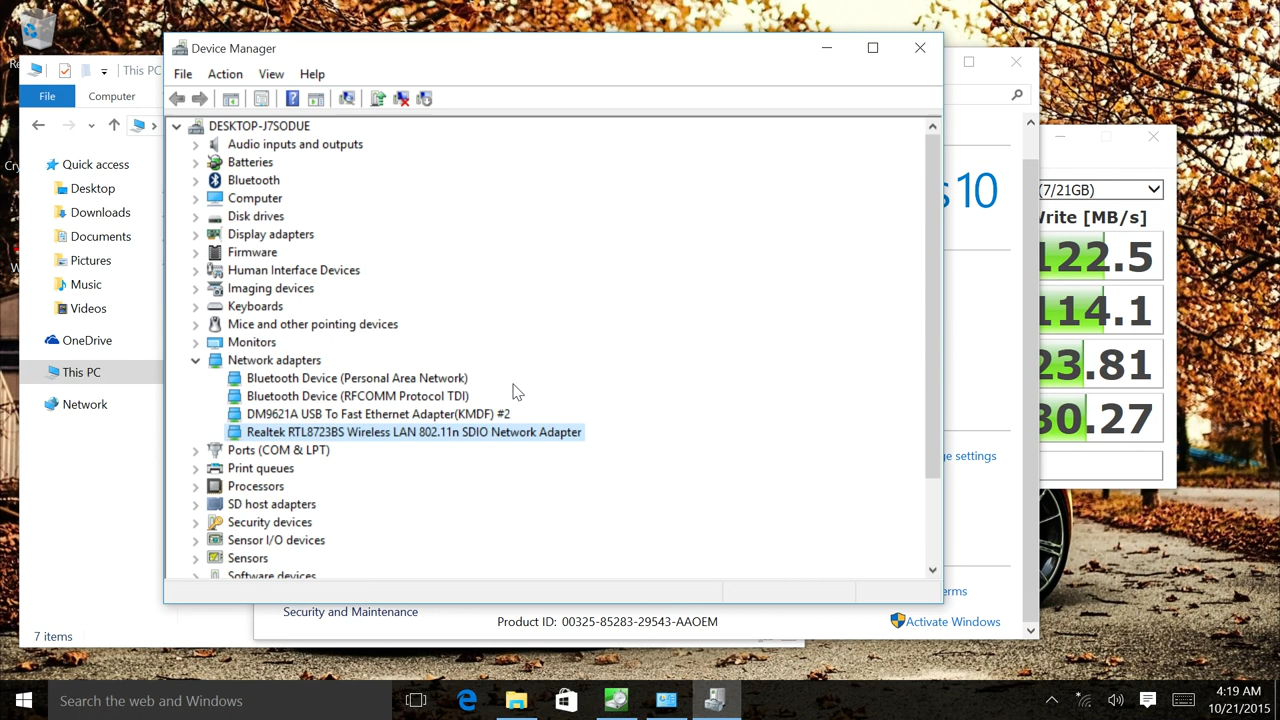 Device Manager
File Action View Help
This PC
File Computer
Quick access
Desktop
Downloads
Documents
Pictures
Music
Videos
OneDrive
This PC
Network
7 items
DESKTOP-J7SODUE
Audio inputs and outputs
Batteries
Bluetooth
Computer
Disk drives
Display adapters
Firmware
Human Interface Devices
Imaging devices
Keyboards
Mice and other pointing devices
Monitors
Network adapters
Bluetooth Device (Personal Area Network)
Bluetooth Device (RFCOMM Protocol TDI)
DM9621A USB To Fast Ethernet Adapter(KMDF) #2
Realtek RTL8723BS Wireless LAN 802.11n SDIO Network Adapter
Ports (COM & LPT)
Print queues
Processors
SD host adapters
Security devices
Sensor I/O devices
Sensors
Software devices
s 10
ge settings
erms
Security and Maintenance
Product ID: 00325-85283-29543-AAOEM
Activate Windows
(7/21GB)
Write [MB/s]
122.5
114.1
23.81
30.27
Search the web and Windows
4:19 AM
10/21/2015